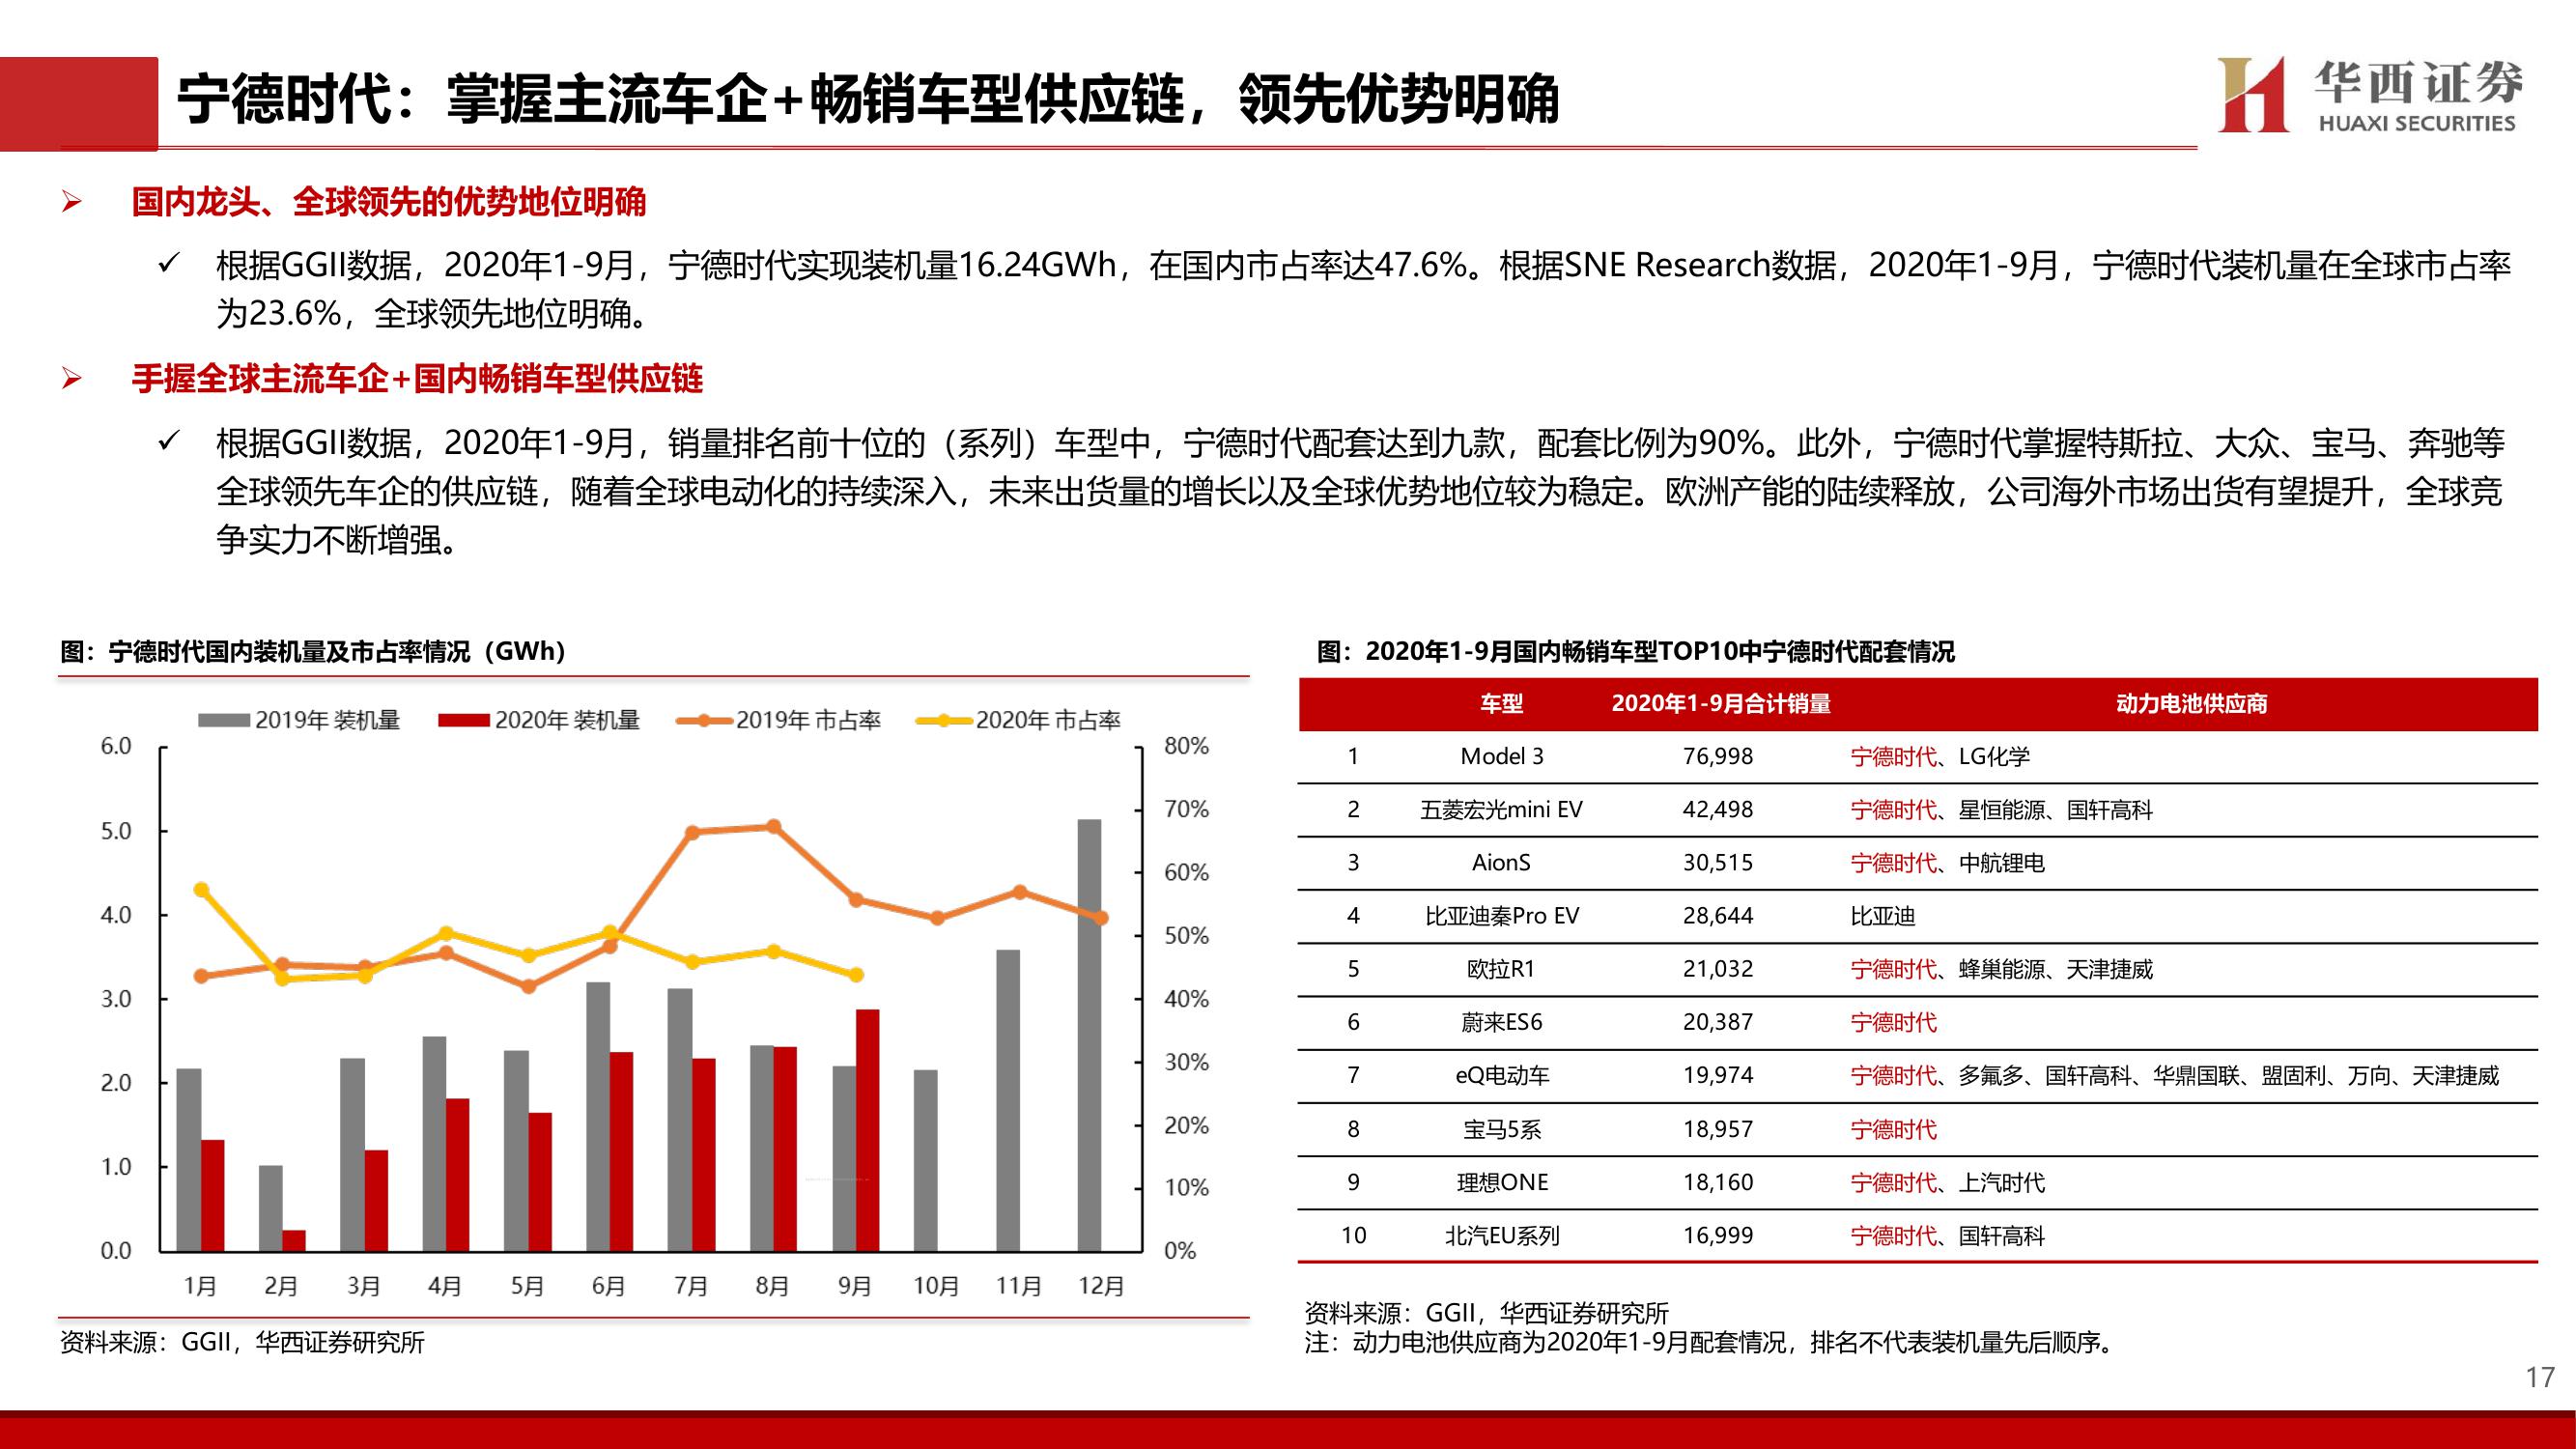 宁德时代：掌握主流车企+畅销车型供应链，领先优势明确
华西证券
HUAXI SECURITIES
国内龙头、全球领先的优势地位明确
根据GGII数据，2020年1-9月，宁德时代实现装机量16.24GWh，在国内市占率达47.6%。根据SNE Research数据，2020年1-9月，宁德时代装机量在全球市占率
为23.6%，全球领先地位明确。
手握全球主流车企+国内畅销车型供应链
根据GGII数据，2020年1-9月，销量排名前十位的（系列）车型中，宁德时代配套达到九款，配套比例为90%。此外，宁德时代掌握特斯拉、大众、宝马、奔驰等
全球领先车企的供应链，随着全球电动化的持续深入，未来出货量的增长以及全球优势地位较为稳定。欧洲产能的陆续释放，公司海外市场出货有望提升，全球竞
争实力不断增强。
图：宁德时代国内装机量及市占率情况（GWh）
2019年 装机量 2020年 装机量 2019年 市占率 2020年 市占率
6.0 80%
70%
5.0
60%
4.0
50%
3.0 40%
30%
2.0
20%
1.0
10%
0.0 0%
1月 2月 3月 4月 5月 6月 7月 8月 9月 10月 11月 12月
资料来源：GGII，华西证券研究所
图：2020年1-9月国内畅销车型TOP10中宁德时代配套情况
车型 2020年1-9月合计销量 动力电池供应商
1 Model 3 76,998 宁德时代、LG化学
2 五菱宏光mini EV 42,498 宁德时代、星恒能源、国轩高科
3 AionS 30,515 宁德时代、中航锂电
4 比亚迪秦Pro EV 28,644 比亚迪
5 欧拉R1 21,032 宁德时代、蜂巢能源、天津捷威
6 蔚来ES6 20,387 宁德时代
7 eQ电动车 19,974 宁德时代、多氟多、国轩高科、华鼎国联、盟固利、万向、天津捷威
8 宝马5系 18,957 宁德时代
9 理想ONE 18,160 宁德时代、上汽时代
10 北汽EU系列 16,999 宁德时代、国轩高科
资料来源：GGII，华西证券研究所
注：动力电池供应商为2020年1-9月配套情况，排名不代表装机量先后顺序。
17